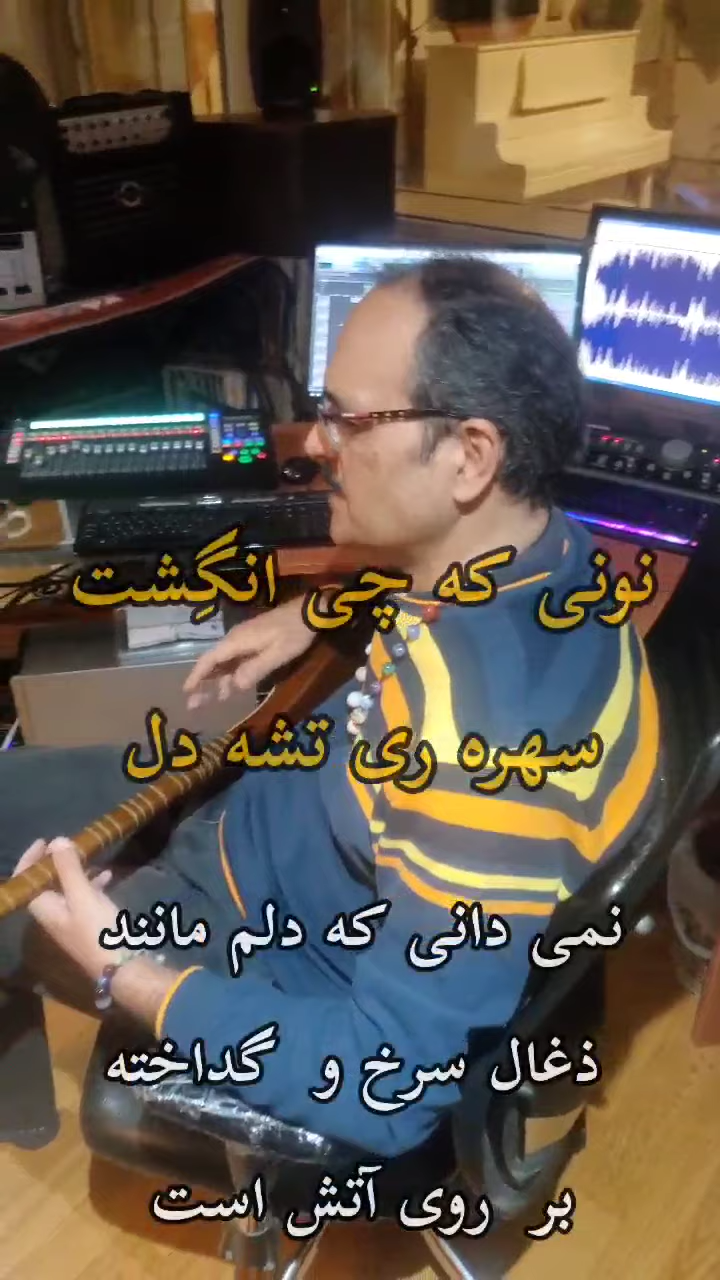 نونی که چی انگِشت
سهره ری تشه دل
نمی دانی که دلم مانند
ذغال سرخ و گداخته
بر روی آتش است